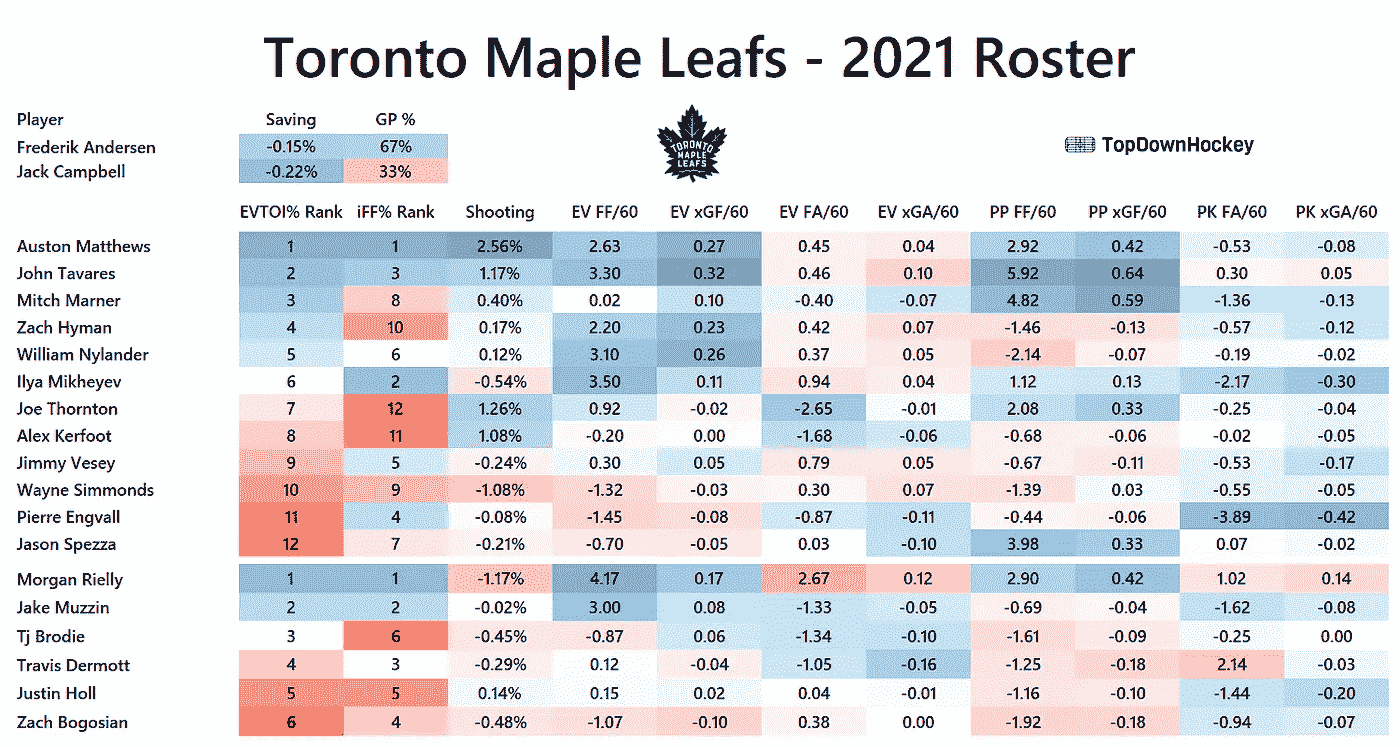 Toronto Maple Leafs - 2021 Roster
Player Saving GP %
Frederik Andersen -0.15% 67%
Jack Campbell -0.22% 33%
TORONTO
MAPLE
LEAFS
TopDownHockey
EVTOI% Rank iFF% Rank Shooting EV FF/60 EV xGF/60 EV FA/60 EV xGA/60 PP FF/60 PP xGF/60 PK FA/60 PK xGA/60
Auston Matthews 1 1 2.56% 2.63 0.27 0.45 0.04 2.92 0.42 -0.53 -0.08
John Tavares 2 3 1.17% 3.30 0.32 0.46 0.10 5.92 0.64 0.30 0.05
Mitch Marner 3 8 0.40% 0.02 0.10 -0.40 -0.07 4.82 0.59 -1.36 -0.13
Zach Hyman 4 10 0.17% 2.20 0.23 0.42 0.07 -1.46 -0.13 -0.57 -0.12
William Nylander 5 6 0.12% 3.10 0.26 0.37 0.05 -2.14 -0.07 -0.19 -0.02
Ilya Mikheyev 6 2 -0.54% 3.50 0.11 0.94 0.04 1.12 0.13 -2.17 -0.30
Joe Thornton 7 12 1.26% 0.92 -0.02 -2.65 -0.01 2.08 0.33 -0.25 -0.04
Alex Kerfoot 8 11 1.08% -0.20 0.00 -1.68 -0.06 -0.68 -0.06 -0.02 -0.05
Jimmy Vesey 9 5 -0.24% 0.30 0.05 0.79 0.05 -0.67 -0.11 -0.53 -0.17
Wayne Simmonds 10 9 -1.08% -1.32 -0.03 0.30 0.07 -1.39 0.03 -0.55 -0.05
Pierre Engvall 11 4 -0.08% -1.45 -0.08 -0.87 -0.11 -0.44 -0.06 -3.89 -0.42
Jason Spezza 12 7 -0.21% -0.70 -0.05 0.03 -0.10 3.98 0.33 0.07 -0.02
Morgan Rielly 1 1 -1.17% 4.17 0.17 2.67 0.12 2.90 0.42 1.02 0.14
Jake Muzzin 2 2 -0.02% 3.00 0.08 -1.33 -0.05 -0.69 -0.04 -1.62 -0.08
Tj Brodie 3 6 -0.45% -0.87 0.06 -1.34 -0.10 -1.61 -0.09 -0.25 0.00
Travis Dermott 4 3 -0.29% 0.12 -0.04 -1.05 -0.16 -1.25 -0.18 2.14 -0.03
Justin Holl 5 5 0.14% 0.15 0.02 0.04 -0.01 -1.16 -0.10 -1.44 -0.20
Zach Bogosian 6 4 -0.48% -1.07 -0.10 0.38 0.00 -1.92 -0.18 -0.94 -0.07